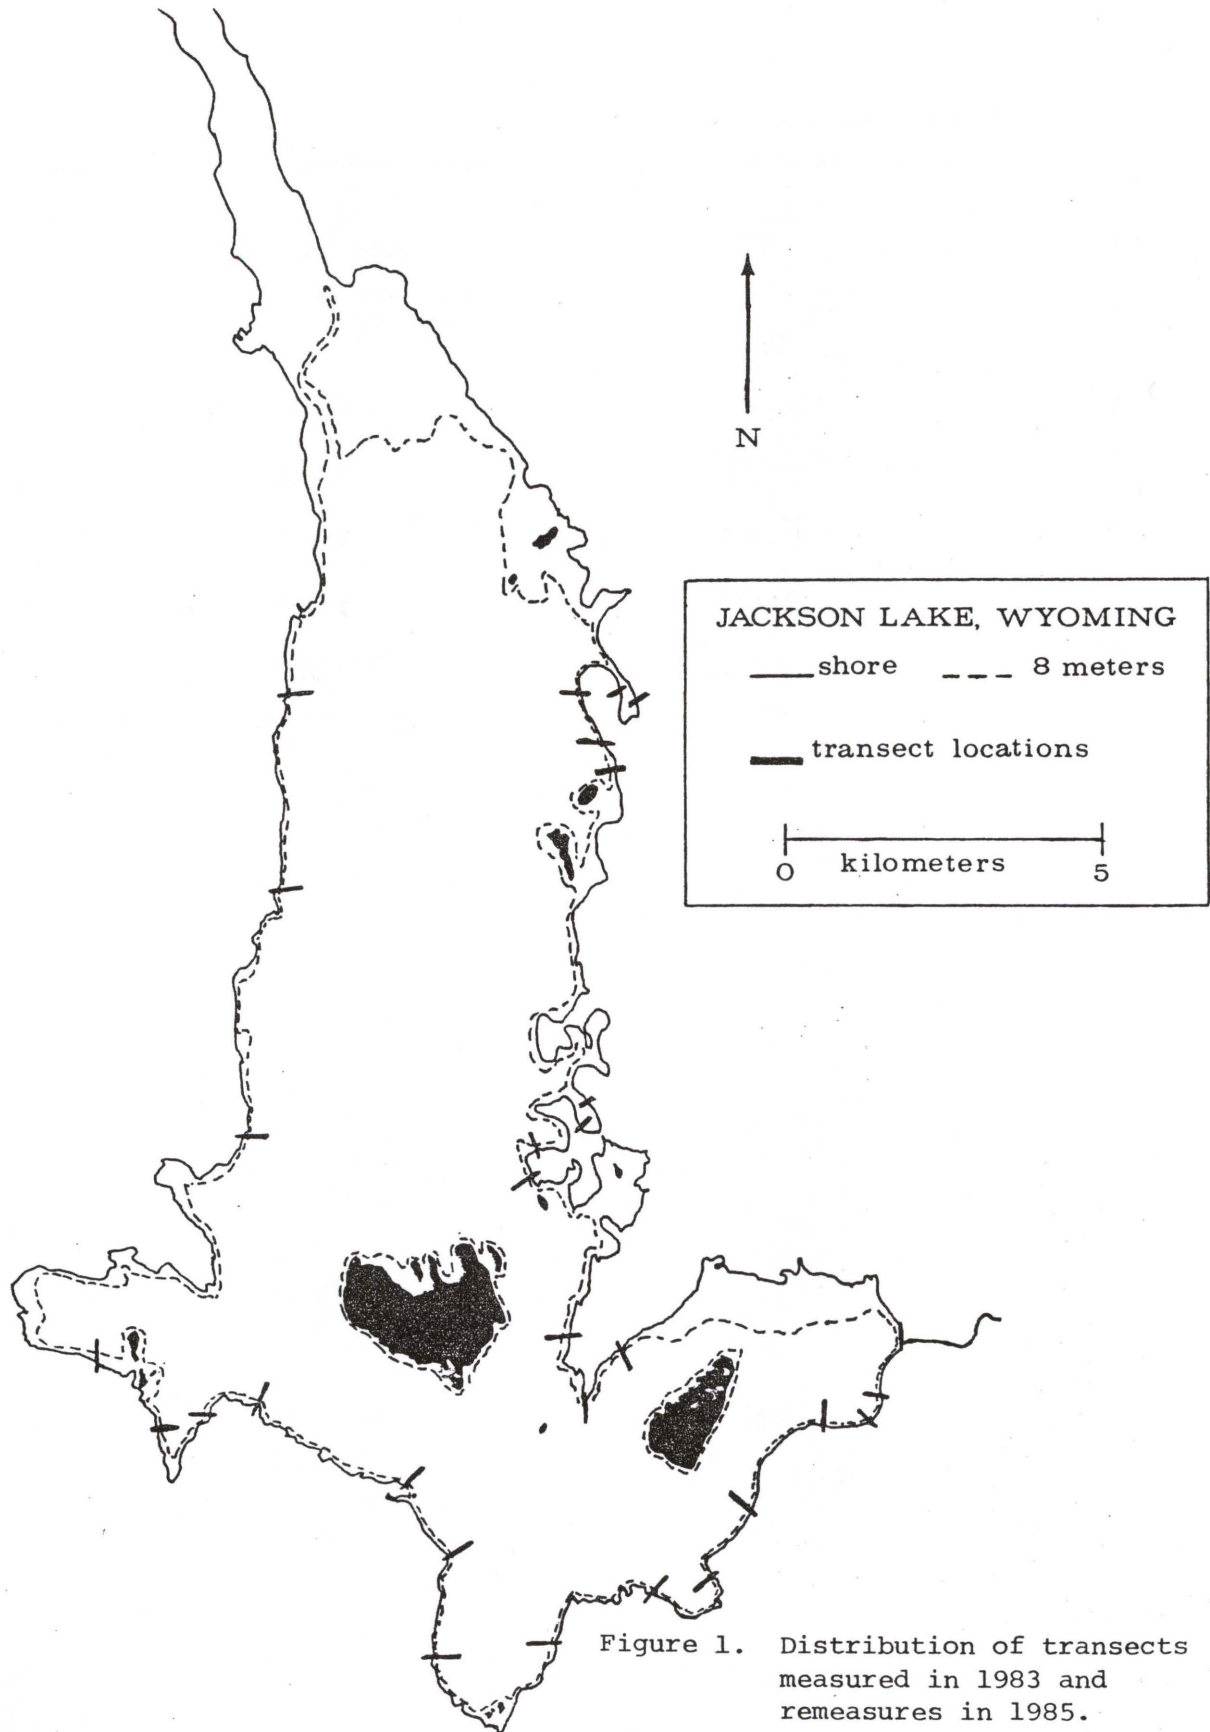 N
JACKSON LAKE, WYOMING
shore 8 meters
transect locations
kilometers
0 5
Figure 1. Distribution of transects
measured in 1983 and
remeasures in 1985.